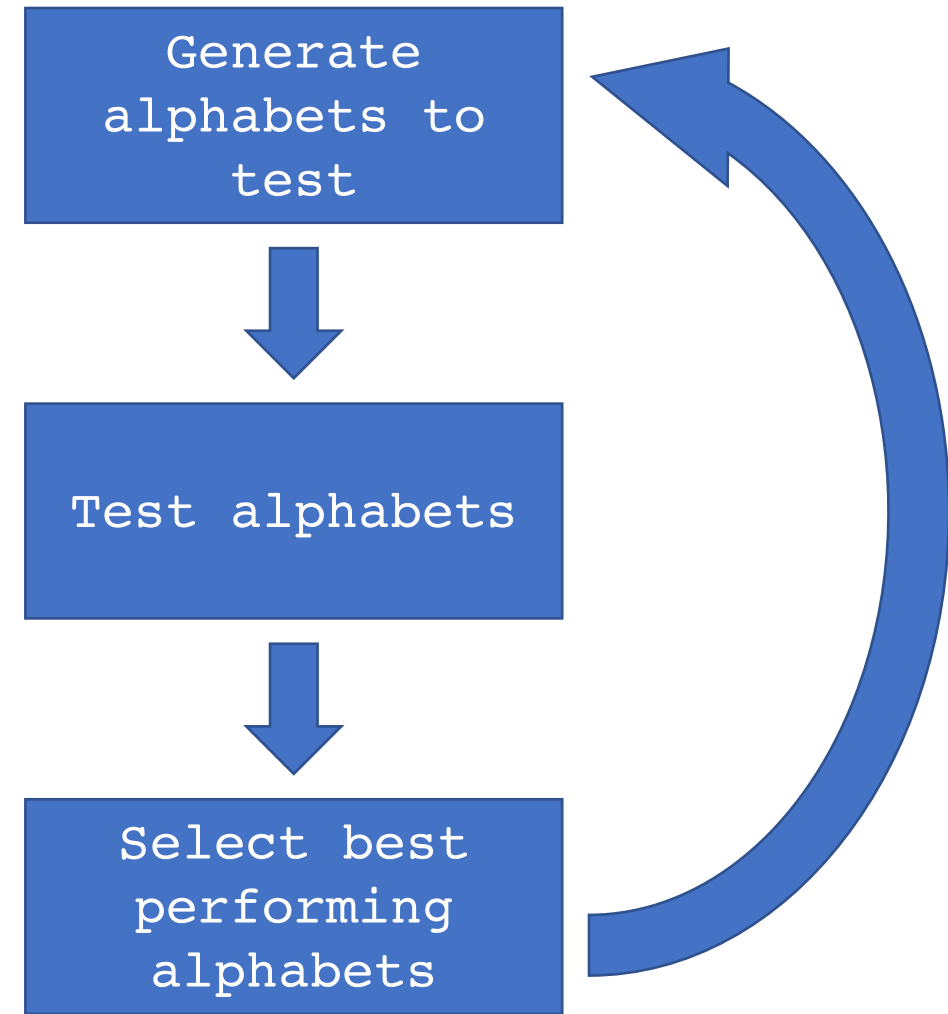 Generate
alphabets to
test
Test alphabets
Select best
performing
alphabets